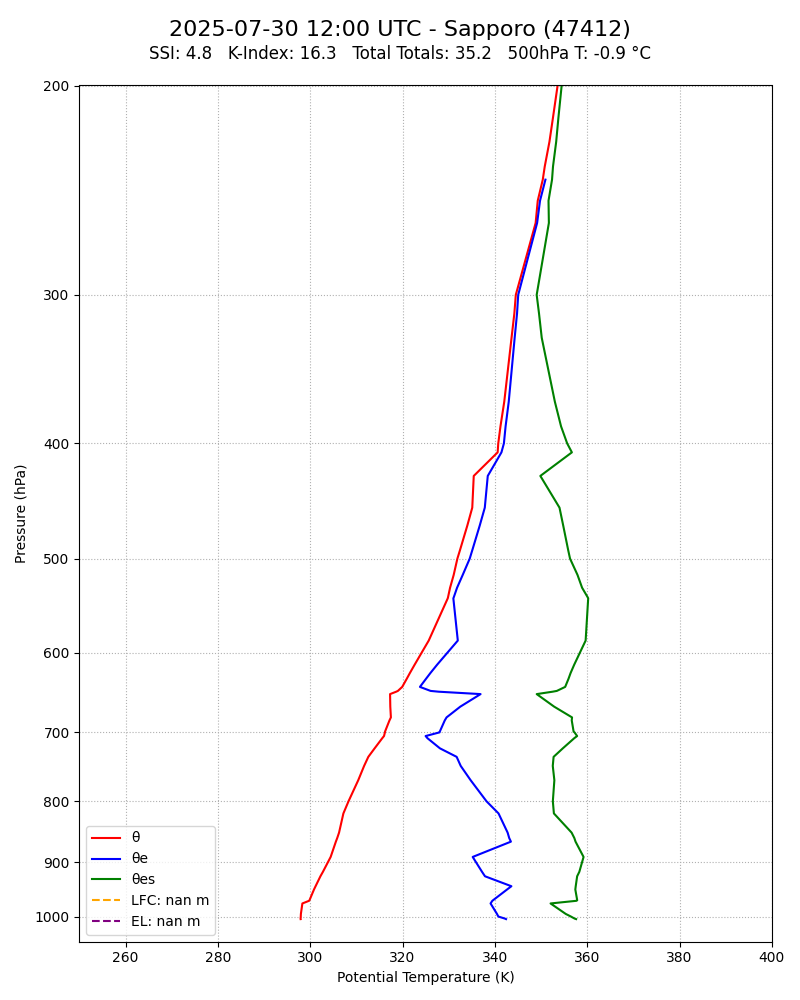 2025-07-30 12:00 UTC - Sapporo (47412)
SSI: 4.8   K-Index: 16.3   Total Totals: 35.2   500hPa T: -0.9 °C
200
300
400
500
600
700
800
900
1000
Pressure (hPa)
θ
θe
θes
LFC: nan m
EL: nan m
260 280 300 320 340 360 380 400
Potential Temperature (K)